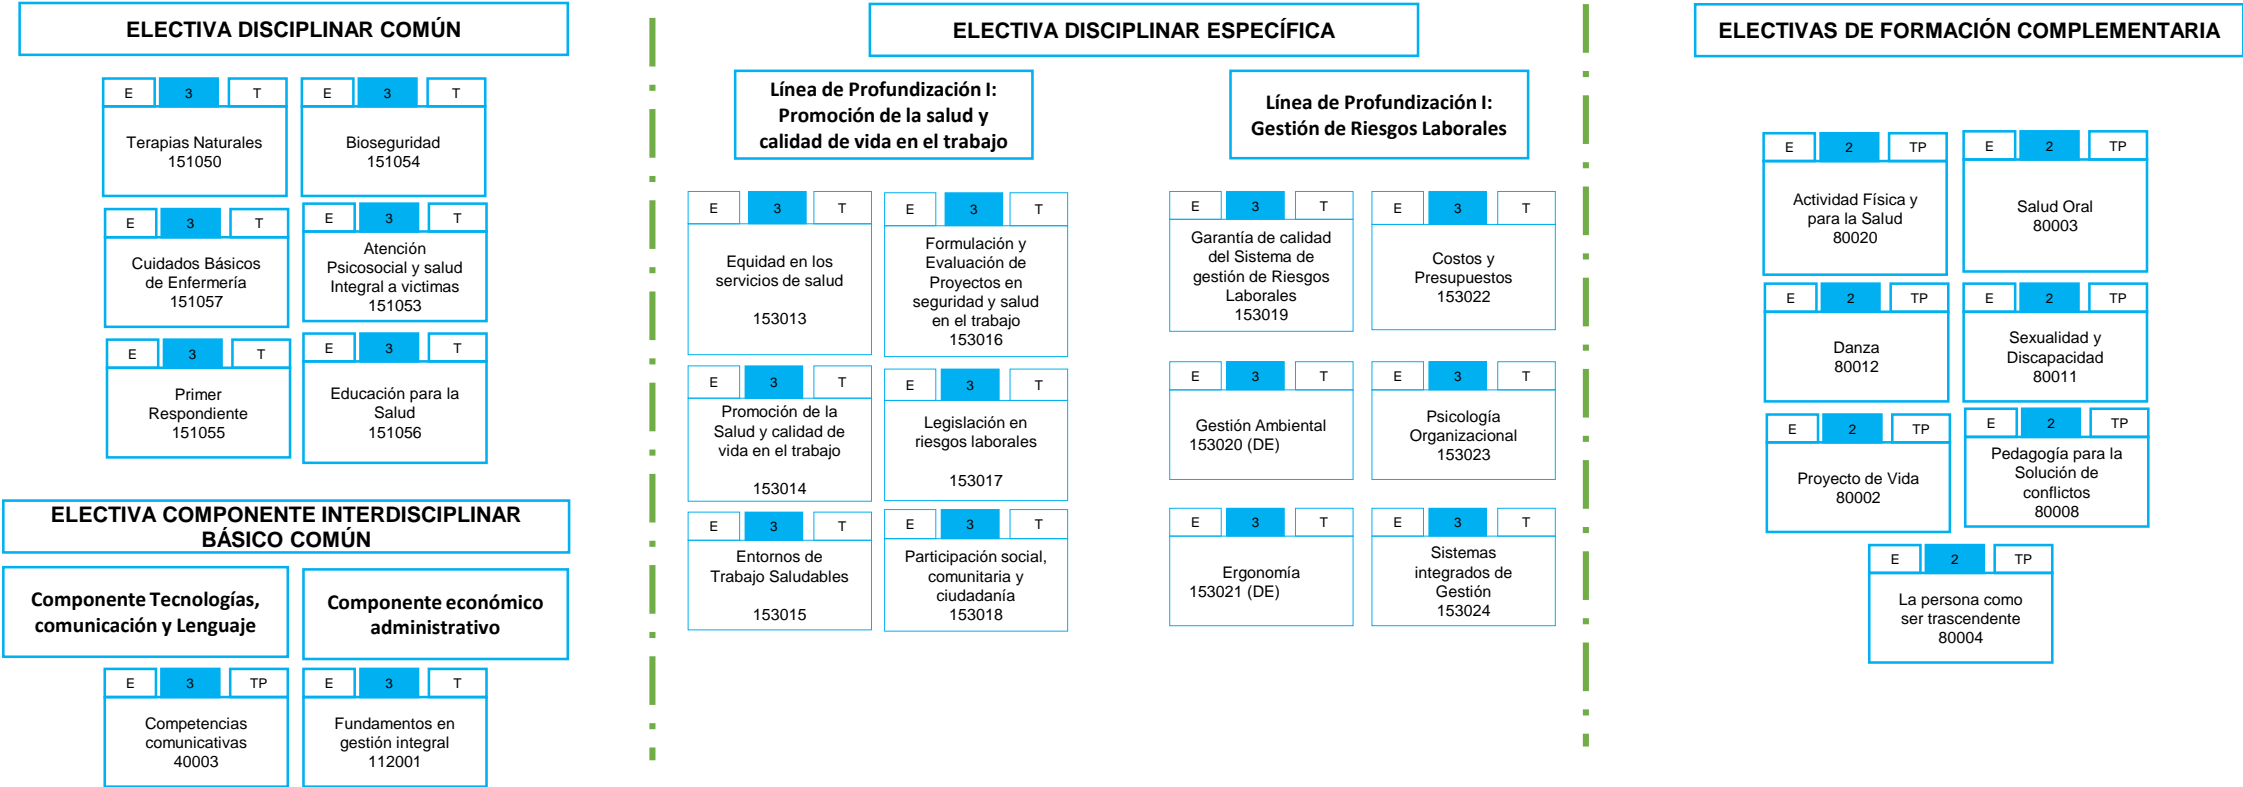 ELECTIVA DISCIPLINAR COMÚN
E 3 T
Terapias Naturales
151050
E 3 T
Bioseguridad
151054
E 3 T
Cuidados Básicos
de Enfermería
151057
E 3 T
Atención
Psicosocial y salud
Integral a victimas
151053
E 3 T
Primer
Respondiente
151055
E 3 T
Educación para la
Salud
151056
ELECTIVA COMPONENTE INTERDISCIPLINAR
BÁSICO COMÚN
Componente Tecnologías,
comunicación y Lenguaje
Componente económico
administrativo
E 3 TP
Competencias
comunicativas
40003
E 3 T
Fundamentos en
gestión integral
112001
ELECTIVA DISCIPLINAR ESPECÍFICA
Línea de Profundización I:
Promoción de la salud y
calidad de vida en el trabajo
E 3 T
Equidad en los
servicios de salud
153013
E 3 T
Formulación y
Evaluación de
Proyectos en
seguridad y salud
en el trabajo
153016
E 3 T
Promoción de la
Salud y calidad de
vida en el trabajo
153014
E 3 T
Legislación en
riesgos laborales
153017
E 3 T
Entornos de
Trabajo Saludables
153015
E 3 T
Participación social,
comunitaria y
ciudadanía
153018
Línea de Profundización I:
Gestión de Riesgos Laborales
E 3 T
Garantía de calidad
del Sistema de
gestión de Riesgos
Laborales
153019
E 3 T
Costos y
Presupuestos
153022
E 3 T
Gestión Ambiental
153020 (DE)
E 3 T
Psicología
Organizacional
153023
E 3 T
Ergonomía
153021 (DE)
E 3 T
Sistemas
integrados de
Gestión
153024
ELECTIVAS DE FORMACIÓN COMPLEMENTARIA
E 2 TP
Actividad Física y
para la Salud
80020
E 2 TP
Salud Oral
80003
E 2 TP
Danza
80012
E 2 TP
Sexualidad y
Discapacidad
80011
E 2 TP
Proyecto de Vida
80002
E 2 TP
Pedagogía para la
Solución de
conflictos
80008
E 2 TP
La persona como
ser trascendente
80004